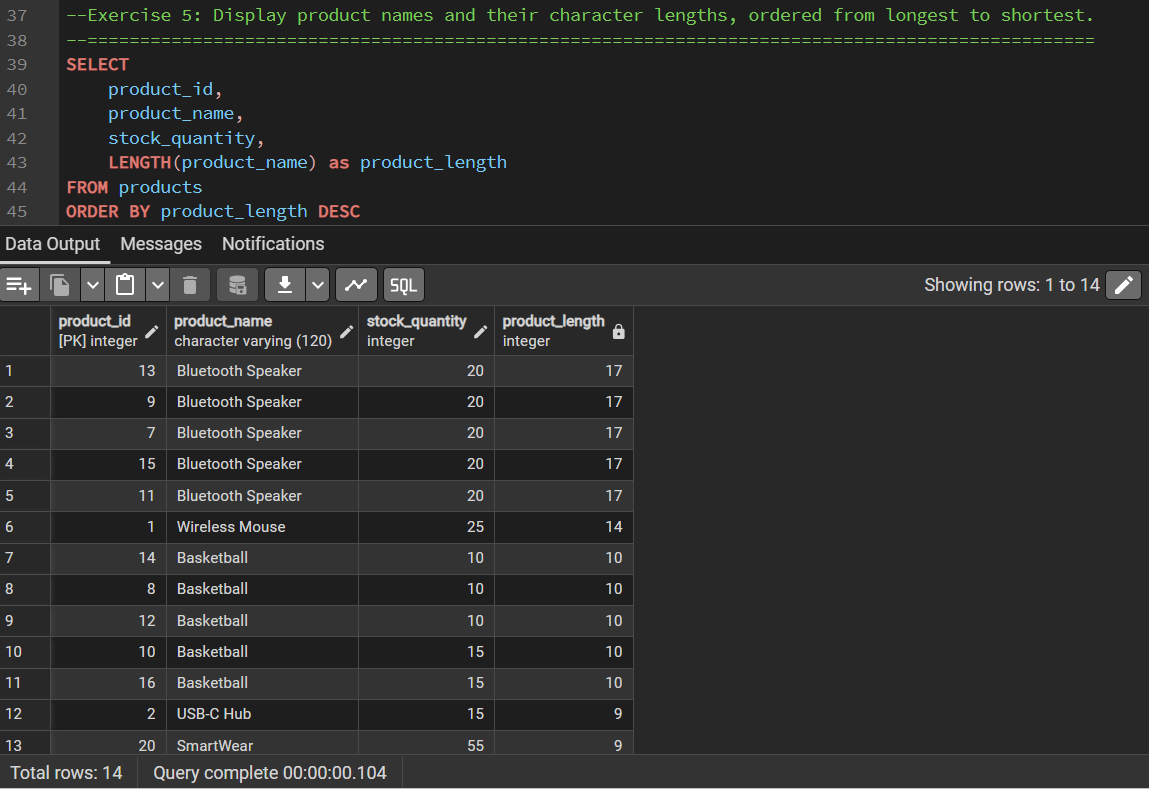 37 --Exercise 5: Display product names and their character lengths, ordered from longest to shortest.
38 --================================================================================================
39 SELECT
40 product_id,
41 product_name,
42 stock_quantity,
43 LENGTH(product_name) as product_length
44 FROM products
45 ORDER BY product_length DESC
Data Output Messages Notifications
SQL Showing rows: 1 to 14
product_id product_name stock_quantity product_length
[PK] integer character varying (120) integer integer
1 13 Bluetooth Speaker 20 17
2 9 Bluetooth Speaker 20 17
3 7 Bluetooth Speaker 20 17
4 15 Bluetooth Speaker 20 17
5 11 Bluetooth Speaker 20 17
6 1 Wireless Mouse 25 14
7 14 Basketball 10 10
8 8 Basketball 10 10
9 12 Basketball 10 10
10 10 Basketball 15 10
11 16 Basketball 15 10
12 2 USB-C Hub 15 9
13 20 SmartWear 55 9
Total rows: 14 Query complete 00:00:00.104